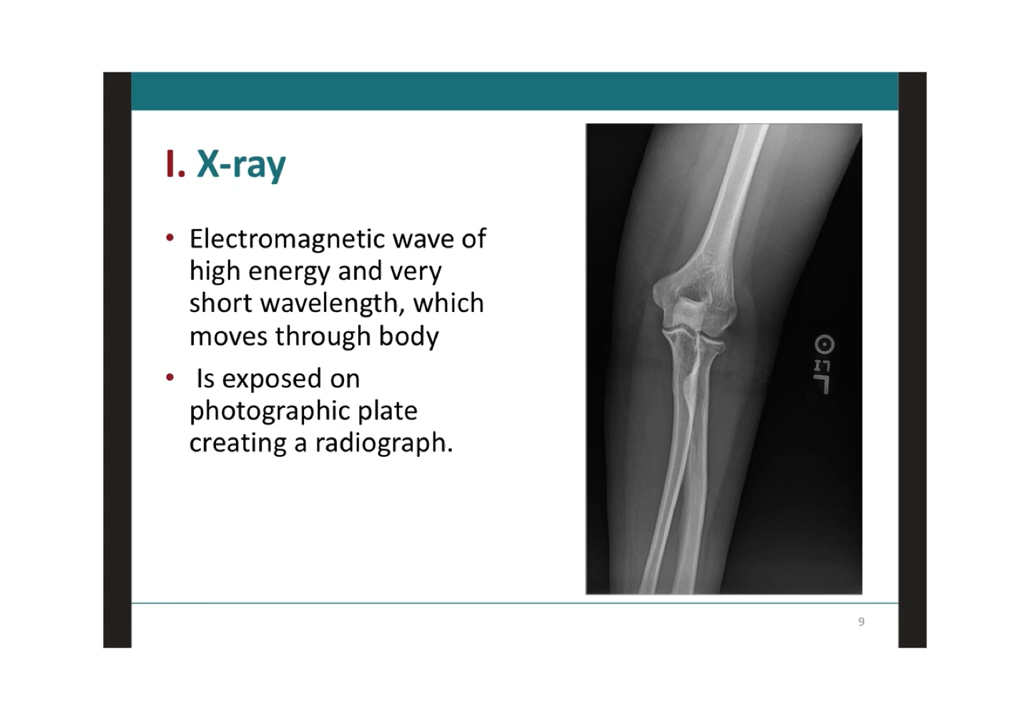 I. X-ray
• Electromagnetic wave of
high energy and very
short wavelength, which
moves through body
• Is exposed on
photographic plate
creating a radiograph.
L
9